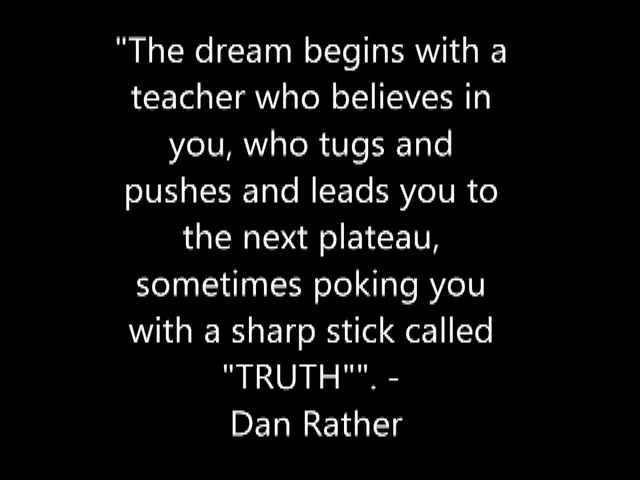 "The dream begins with a
teacher who believes in
you, who tugs and
pushes and leads you to
the next plateau,
sometimes poking you
with a sharp stick called
"TRUTH"". -
Dan Rather